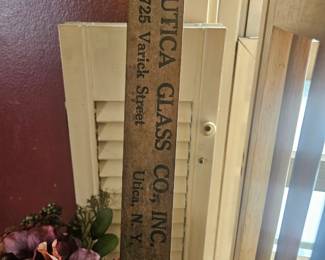 UTICA GLASS CO., INC.
725 Varick Street Utica, N. Y.